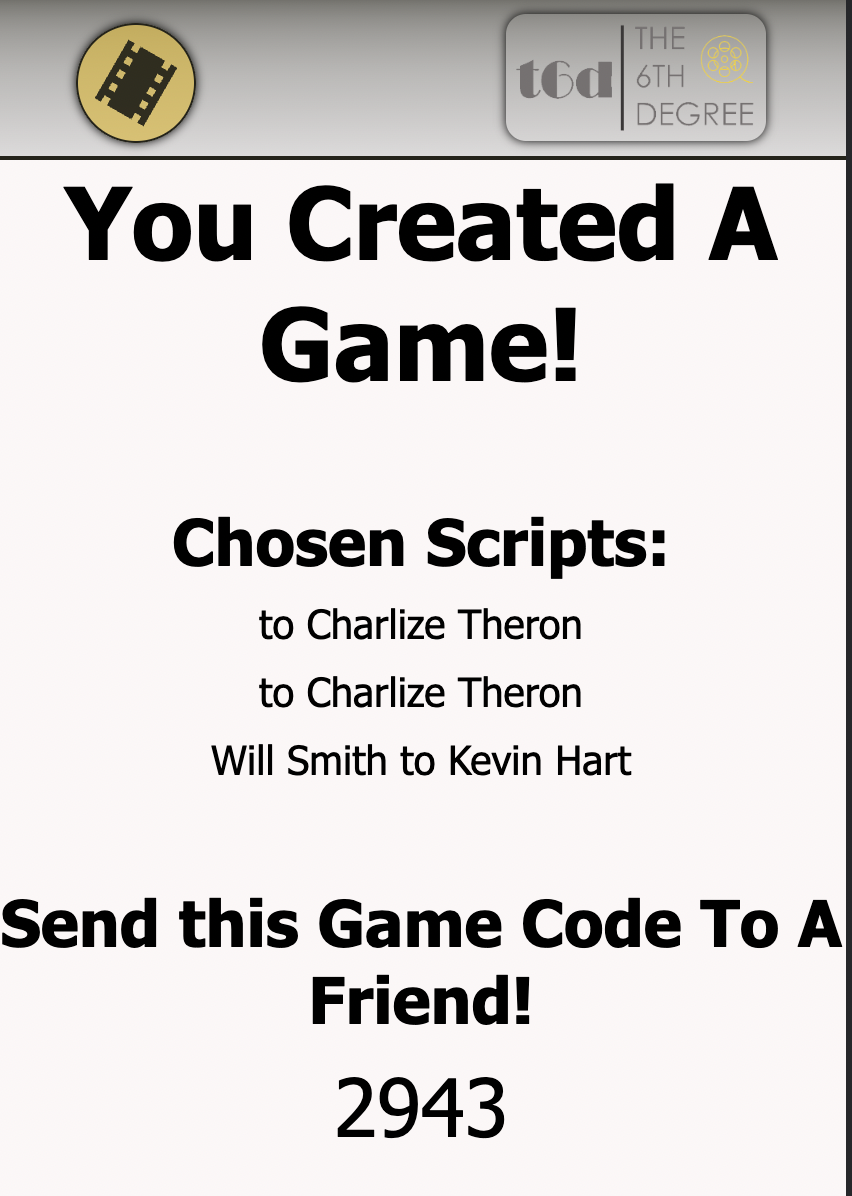 t6d
THE
6TH
DEGREE
You Created A
Game!
Chosen Scripts:
to Charlize Theron
to Charlize Theron
Will Smith to Kevin Hart
Send this Game Code To A
Friend!
2943